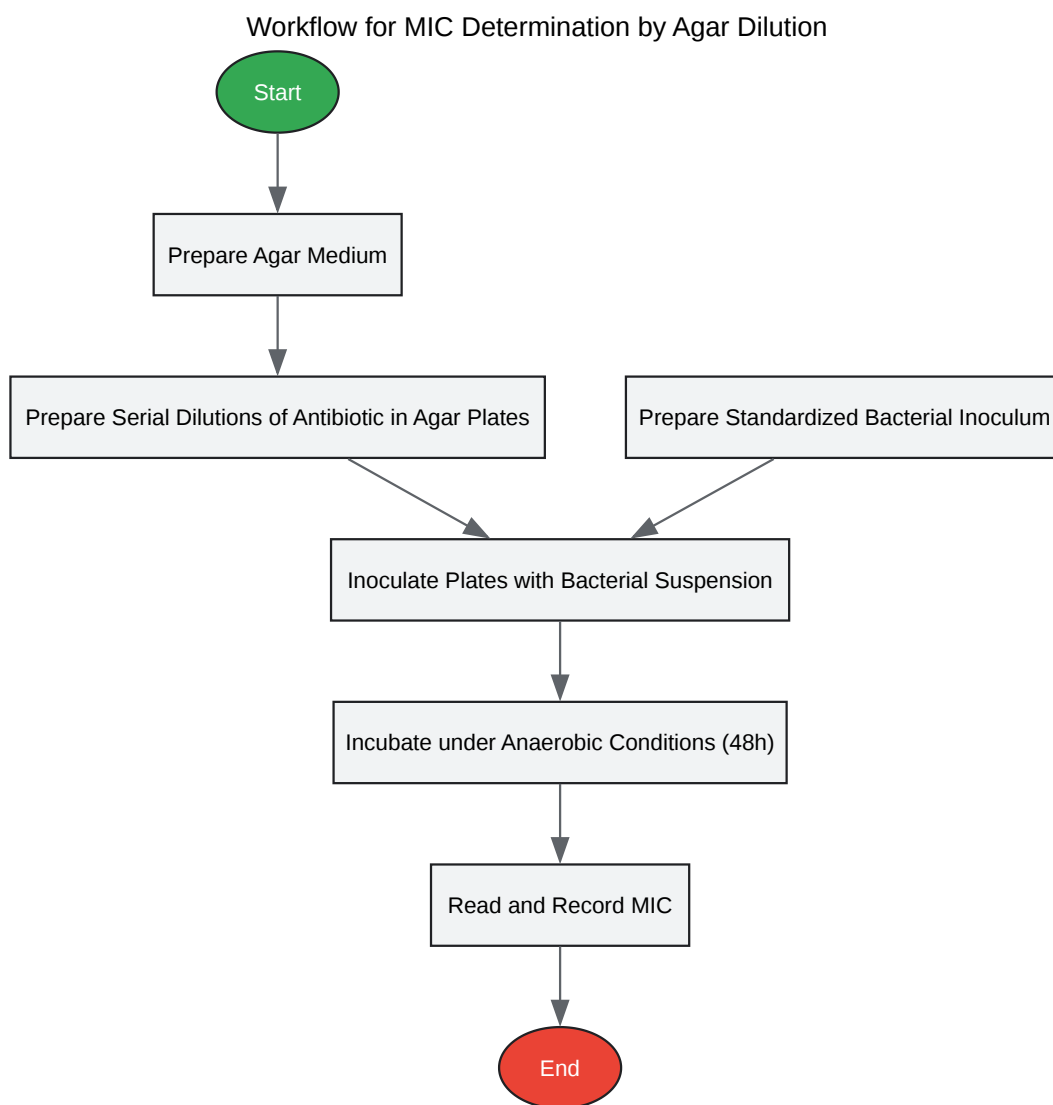 Workflow for MIC Determination by Agar Dilution
Start
Prepare Agar Medium
Prepare Serial Dilutions of Antibiotic in Agar Plates
Prepare Standardized Bacterial Inoculum
Inoculate Plates with Bacterial Suspension
Incubate under Anaerobic Conditions (48h)
Read and Record MIC
End